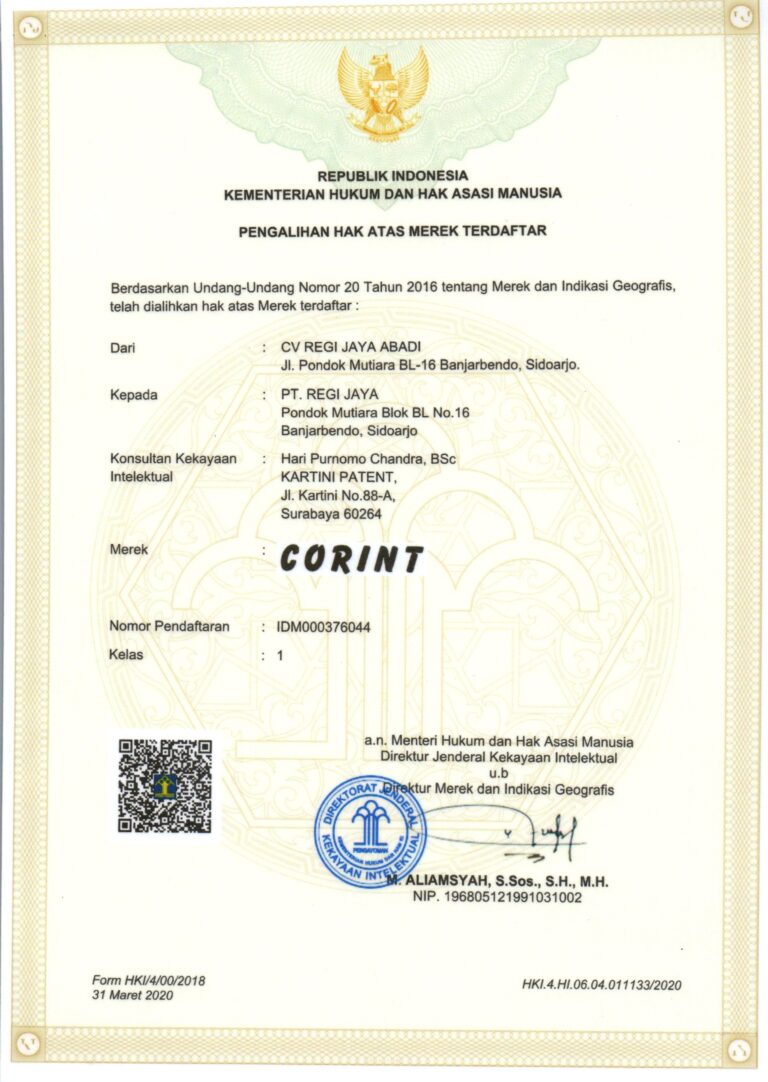 REPUBLIK INDONESIA
KEMENTERIAN HUKUM DAN HAK ASASI MANUSIA
PENGALIHAN HAK ATAS MEREK TERDAFTAR
Berdasarkan Undang-Undang Nomor 20 Tahun 2016 tentang Merek dan Indikasi Geografis,
telah dialihkan hak atas Merek terdaftar :
Dari : CV REGI JAYA ABADI
Jl. Pondok Mutiara BL-16 Banjarbendo, Sidoarjo.
Kepada : PT. REGI JAYA
Pondok Mutiara Blok BL No.16
Banjarbendo, Sidoarjo
Konsultan Kekayaan : Hari Purnomo Chandra, BSc
Intelektual KARTINI PATENT,
Jl. Kartini No.88-A,
Surabaya 60264
Merek : CORINT
Nomor Pendaftaran : IDM000376044
Kelas : 1
a.n. Menteri Hukum dan Hak Asasi Manusia
Direktur Jenderal Kekayaan Intelektual
u.b
Direktur Merek dan Indikasi Geografis
DIREKTORAT JENDERAL
KEKAYAAN INTELEKTUAL
PENGAYOMAN
KEMENTERIAN HUKUM DAN HAM RI
M. ALIAMSYAH, S.Sos., S.H., M.H.
NIP. 196805121991031002
Form HKI/4/00/2018
31 Maret 2020
HKI.4.HI.06.04.011133/2020